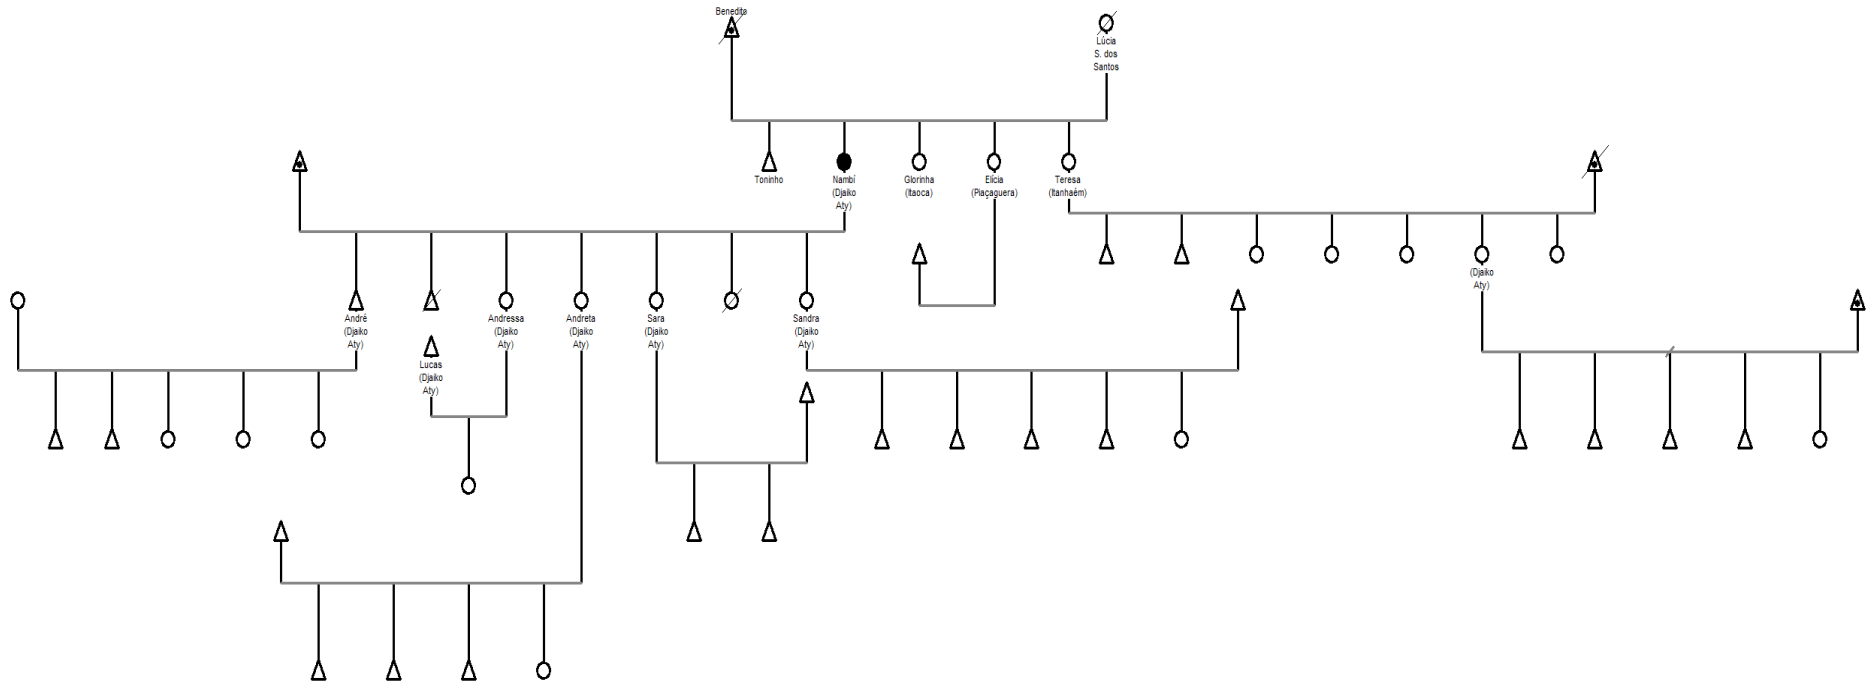 Benedito
Lúcia
S. dos
Santos
Toninho
Nambí
(Djaiko
Aty)
Glorinha
(Itaoca)
Elícia
(Piaçaguera)
Teresa
(Itanhaém)
André
(Djaiko
Aty)
Lucas
(Djaiko
Aty)
Andressa
(Djaiko
Aty)
Andreta
(Djaiko
Aty)
Sara
(Djaiko
Aty)
Sandra
(Djaiko
Aty)
(Djaiko
Aty)